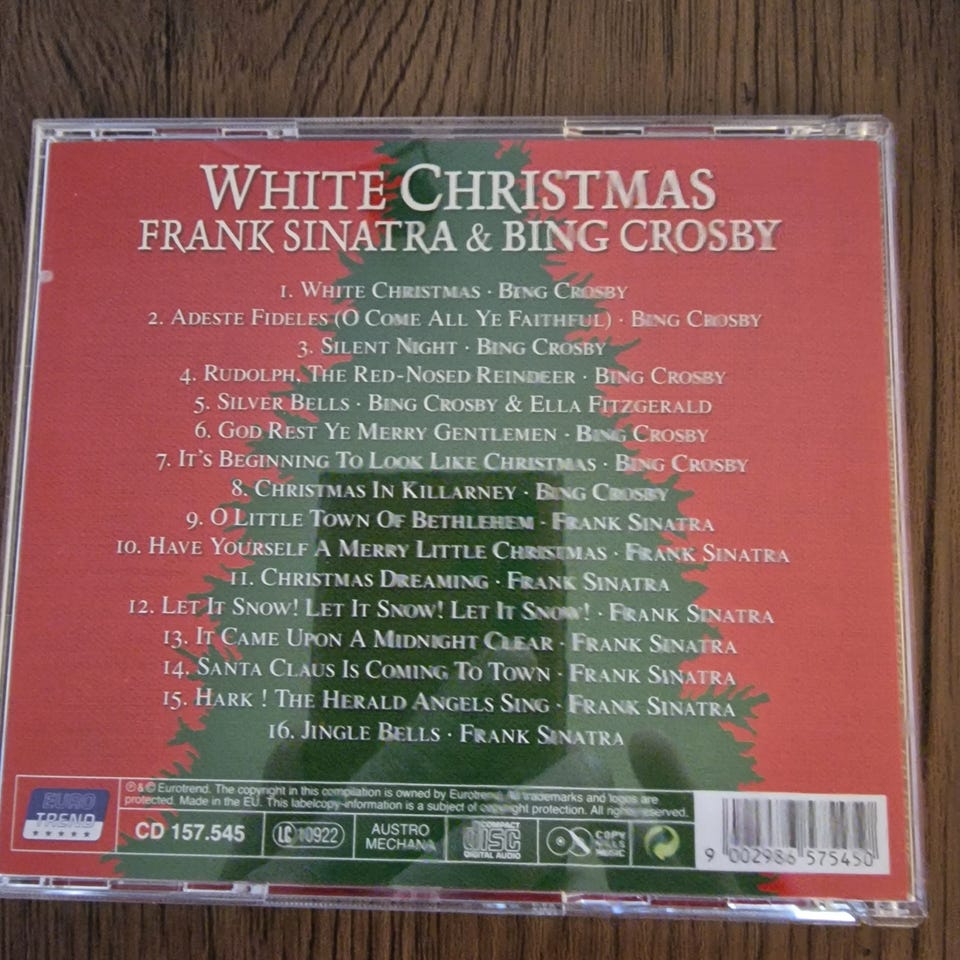 WHITE CHRISTMAS
FRANK SINATRA & BING CROSBY
1. WHITE CHRISTMAS · BING CROSBY
2. ADESTE FIDELES (O COME ALL YE FAITHFUL) · BING CROSBY
3. SILENT NIGHT · BING CROSBY
4. RUDOLPH, THE RED-NOSED REINDEER · BING CROSBY
5. SILVER BELLS · BING CROSBY & ELLA FITZGERALD
6. GOD REST YE MERRY GENTLEMEN · BING CROSBY
7. IT'S BEGINNING TO LOOK LIKE CHRISTMAS · BING CROSBY
8. CHRISTMAS IN KILLARNEY · BING CROSBY
9. O LITTLE TOWN OF BETHLEHEM · FRANK SINATRA
10. HAVE YOURSELF A MERRY LITTLE CHRISTMAS · FRANK SINATRA
11. CHRISTMAS DREAMING · FRANK SINATRA
12. LET IT SNOW! LET IT SNOW! LET IT SNOW! · FRANK SINATRA
13. IT CAME UPON A MIDNIGHT CLEAR · FRANK SINATRA
14. SANTA CLAUS IS COMING TO TOWN · FRANK SINATRA
15. HARK ! THE HERALD ANGELS SING · FRANK SINATRA
16. JINGLE BELLS · FRANK SINATRA
℗ & © Eurotrend. The copyright in this compilation is owned by Eurotrend. All trademarks and logos are
protected. Made in the EU. This labelcopy-information is a subject of copyright protection. All rights reserved.
EURO
TREND
CD 157.545
LC 10922
AUSTRO
MECHANA
COMPACT
disc
DIGITAL AUDIO
COPY
KILLS
MUSIC
9 002986 575450